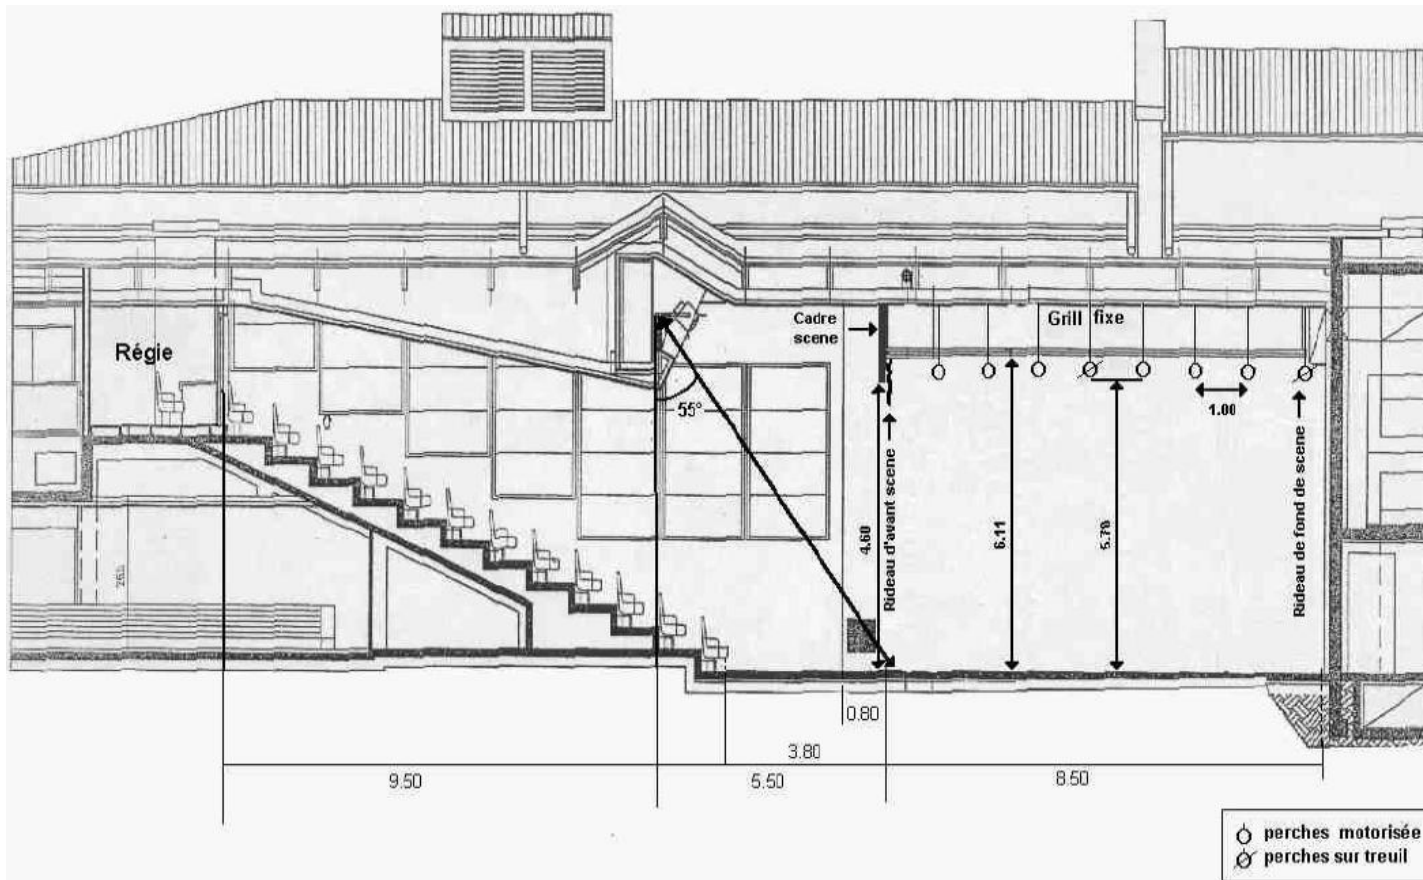 Régie
Cadre
scene
Grill fixe
55°
1.00
4.60
Rideau d'avant scene
6.11
5.78
Rideau de fond de scene
265
0.80
3.80
9.50
5.50
8.50
perches motorisée
perches sur treuil